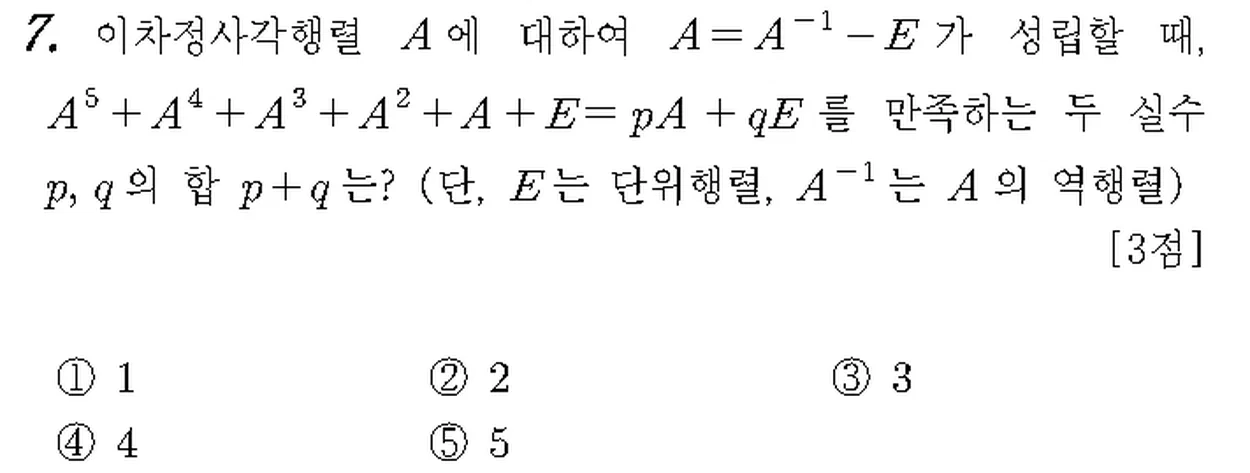 7. 이차정사각행렬 A에 대하여 A=A⁻¹−E가 성립할 때,
A⁵+A⁴+A³+A²+A+E=pA+qE를 만족하는 두 실수
p, q의 합 p+q는? (단, E는 단위행렬, A⁻¹는 A의 역행렬)
[3점]
① 1 ② 2 ③ 3
④ 4 ⑤ 5